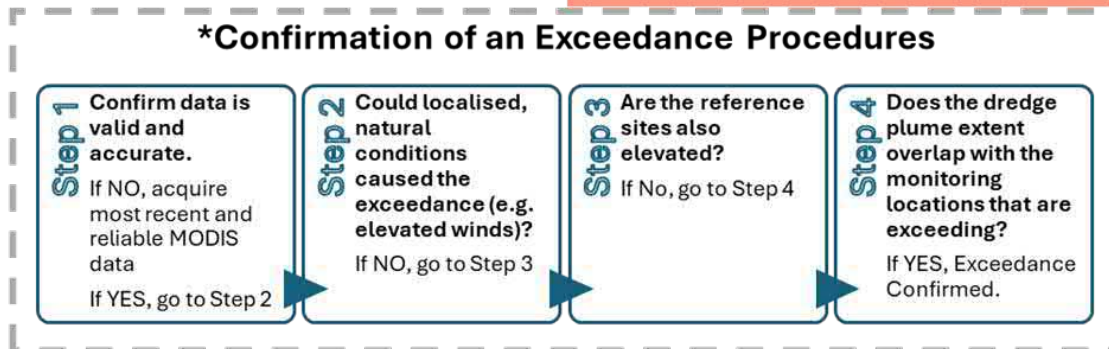 *Confirmation of an Exceedance Procedures
Step 1
Confirm data is
valid and
accurate.
If NO, acquire
most recent and
reliable MODIS
data
If YES, go to Step 2
Step 2
Could localised,
natural
conditions
caused the
exceedance (e.g.
elevated winds)?
If NO, go to Step 3
Step 3
Are the reference
sites also
elevated?
If No, go to Step 4
Step 4
Does the dredge
plume extent
overlap with the
monitoring
locations that are
exceeding?
If YES, Exceedance
Confirmed.